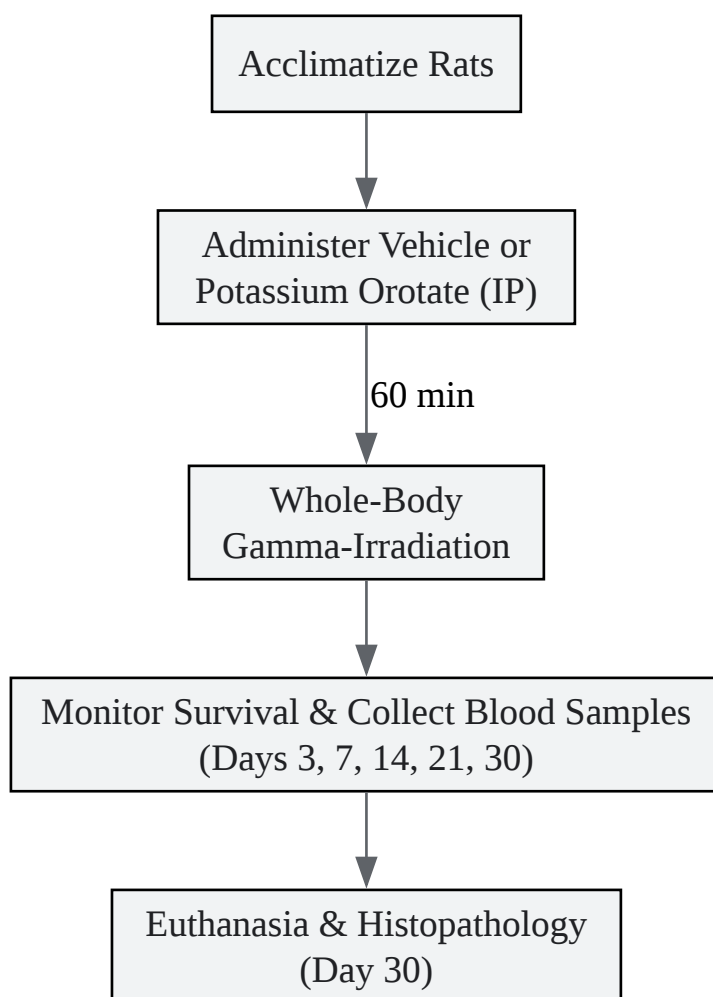 Acclimatize Rats
Administer Vehicle or
Potassium Orotate (IP)
60 min
Whole-Body
Gamma-Irradiation
Monitor Survival & Collect Blood Samples
(Days 3, 7, 14, 21, 30)
Euthanasia & Histopathology
(Day 30)